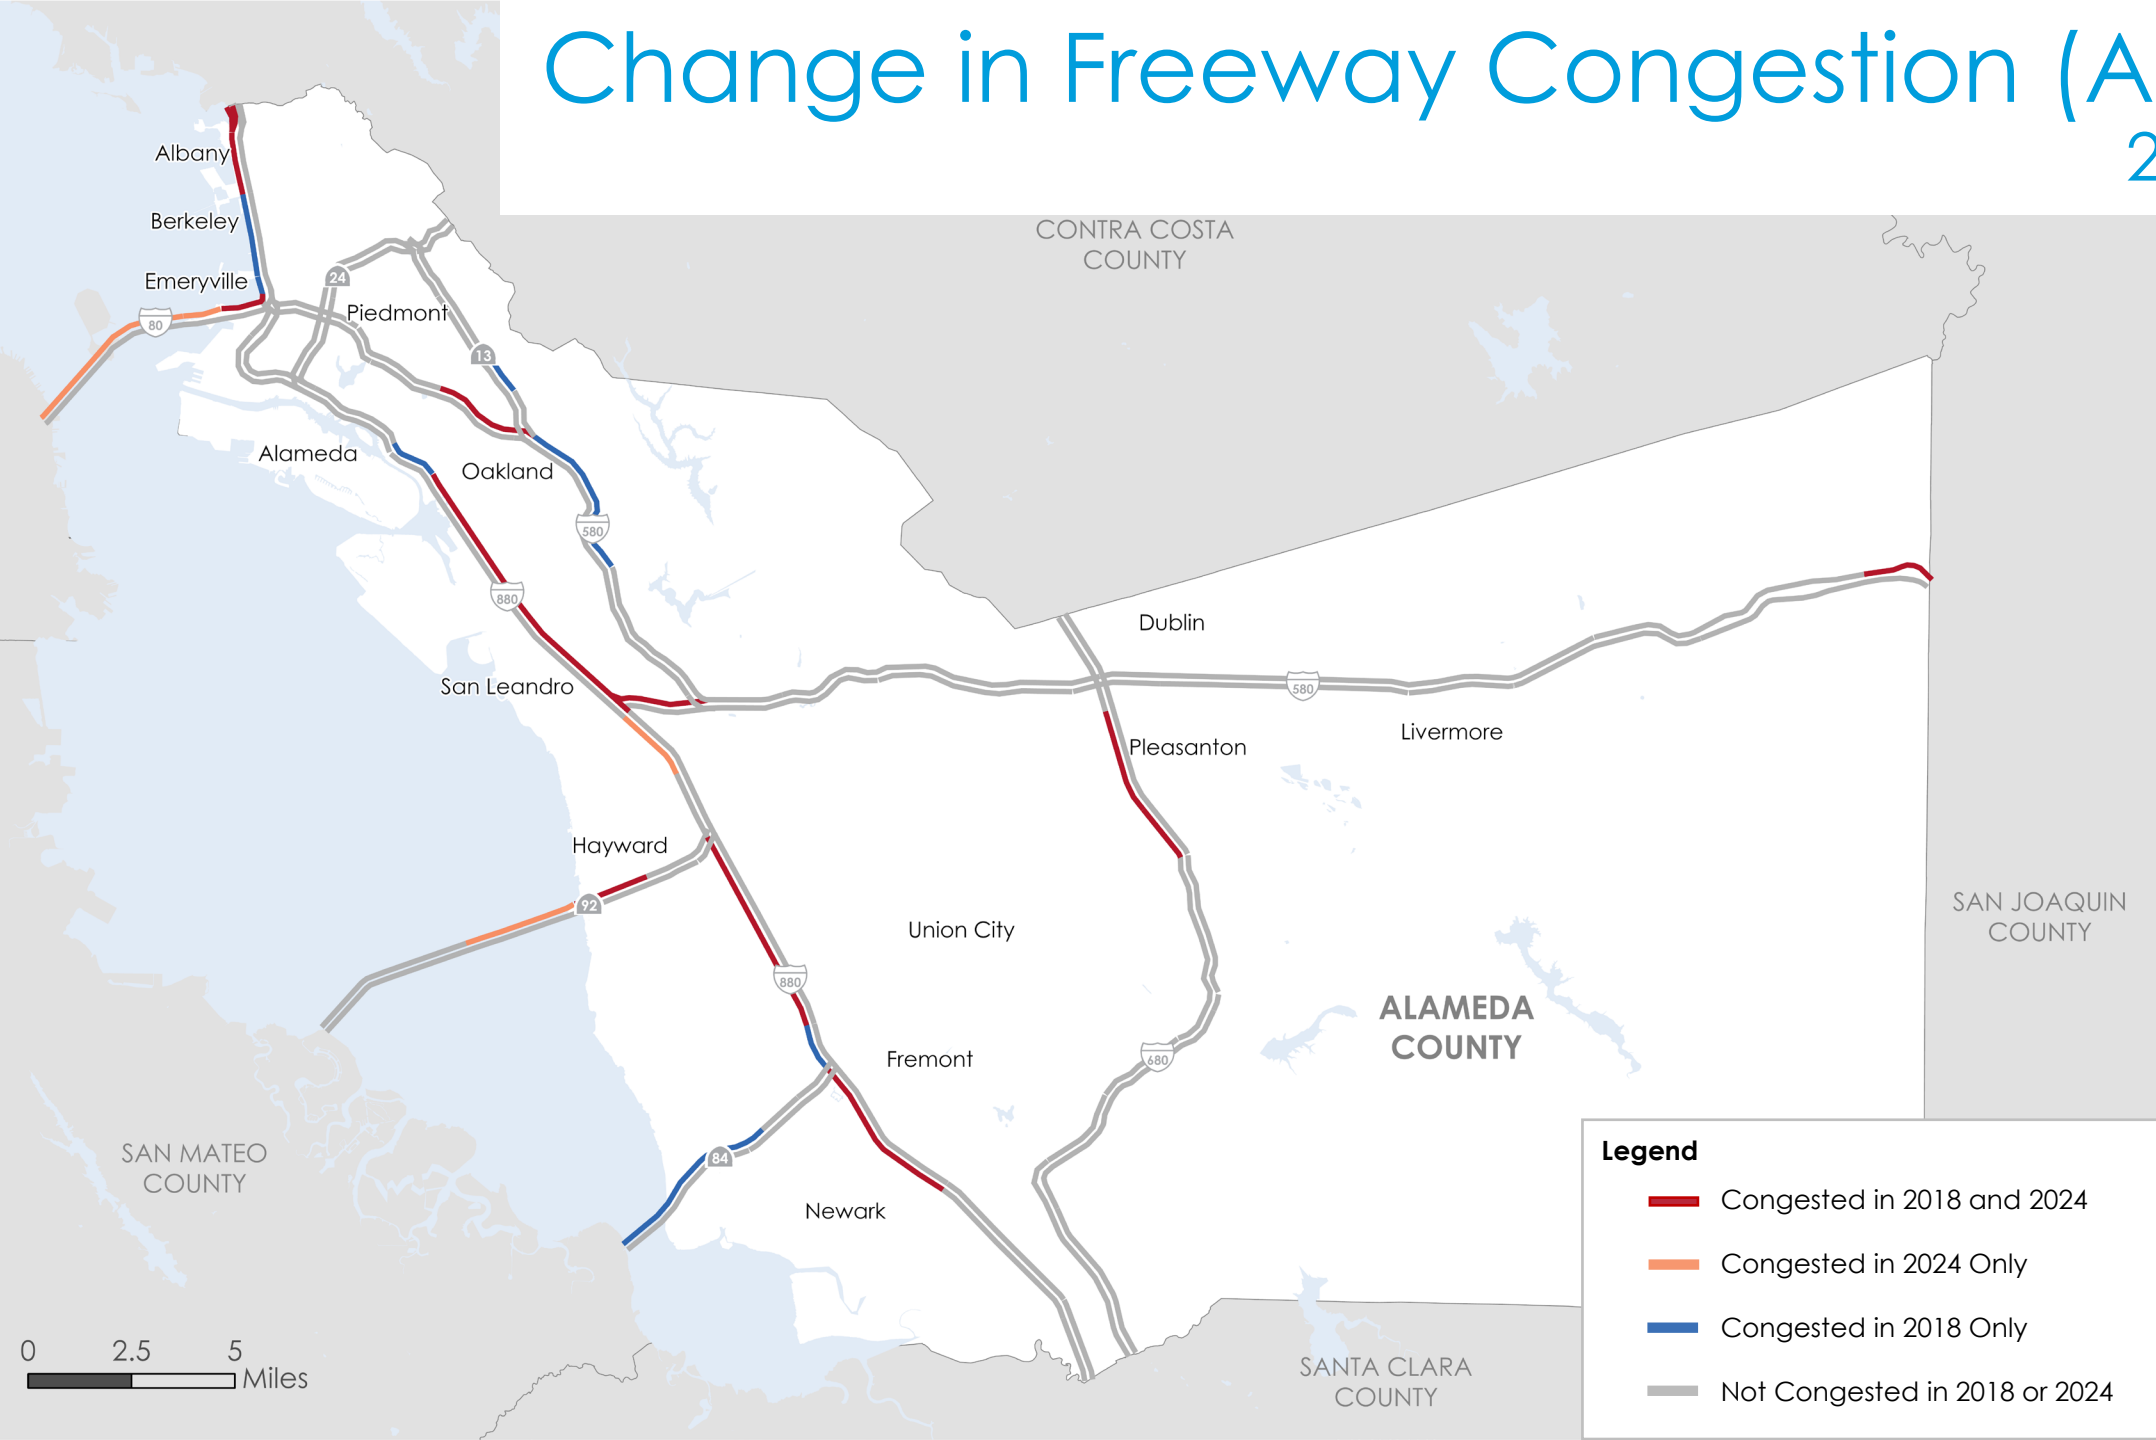 Change in Freeway Congestion (A
2
CONTRA COSTA
COUNTY
Albany
Berkeley
Emeryville
24
80
Piedmont
13
Alameda
Oakland
580
880
Dublin
San Leandro
580
Pleasanton
Livermore
Hayward
92
Union City
SAN JOAQUIN
COUNTY
880
ALAMEDA
COUNTY
Fremont
680
84
SAN MATEO
COUNTY
Newark
SANTA CLARA
COUNTY
0 2.5 5
Miles
Legend
Congested in 2018 and 2024
Congested in 2024 Only
Congested in 2018 Only
Not Congested in 2018 or 2024